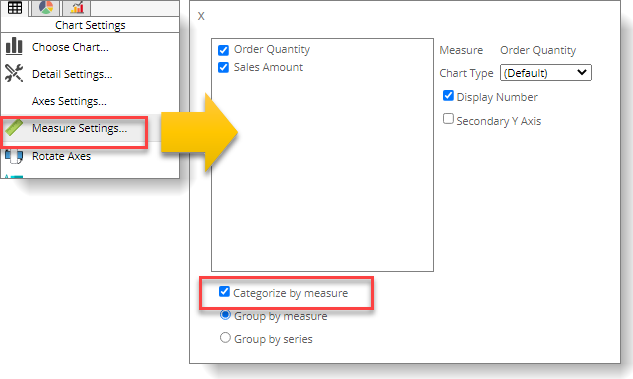 Chart Settings
Choose Chart...
Detail Settings...
Axes Settings...
Measure Settings...
Rotate Axes
X
Order Quantity
Sales Amount
Measure Order Quantity
Chart Type (Default)
Display Number
Secondary Y Axis
Categorize by measure
Group by measure
Group by series